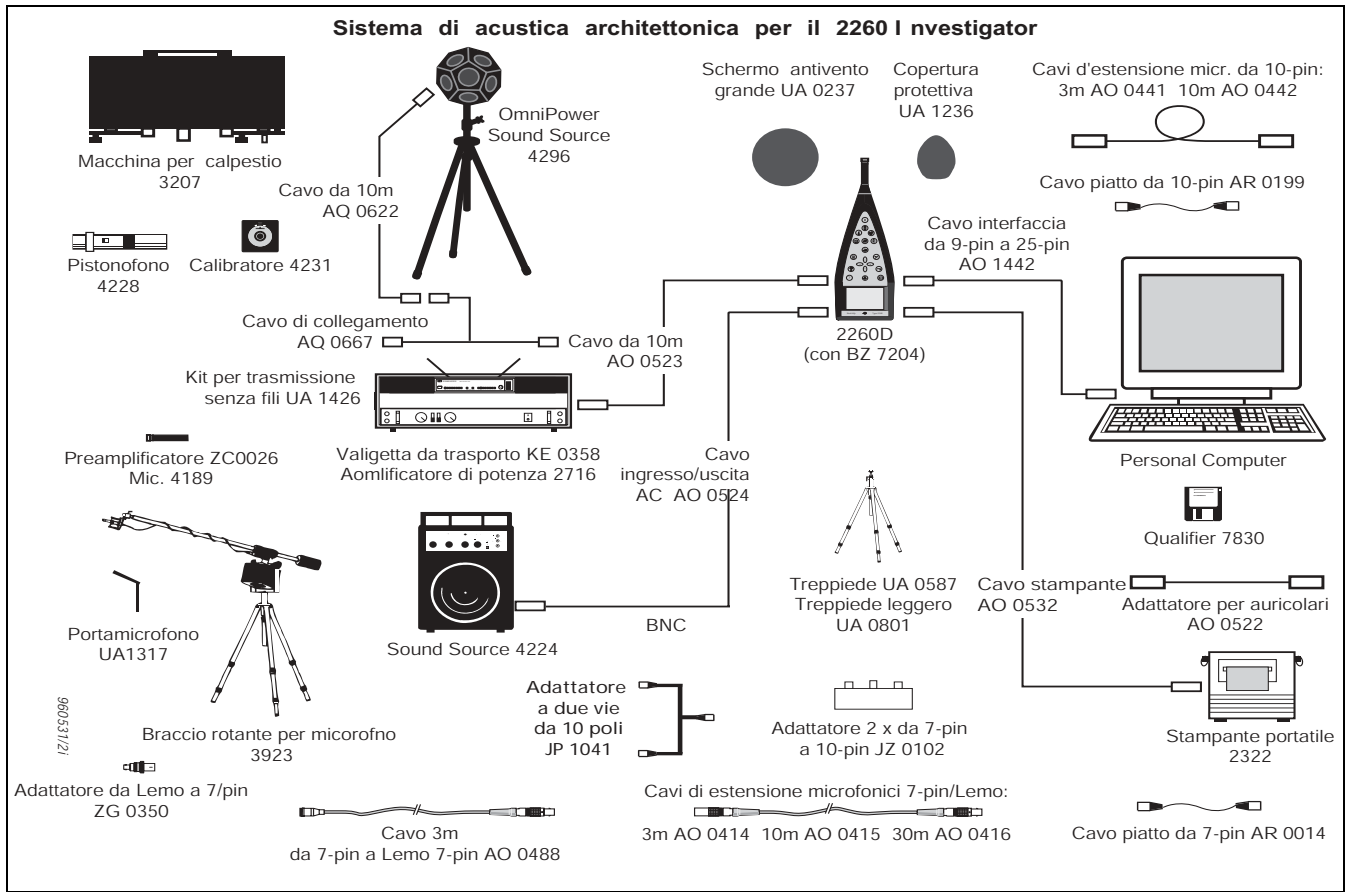 Sistema di acustica architettonica per il 2260 I nvestigator
Macchina per calpestio
3207
OmniPower
Sound Source
4296
Schermo antivento
grande UA 0237
Copertura
protettiva
UA 1236
Cavi d'estensione micr. da 10-pin:
3m AO 0441 10m AO 0442
Cavo piatto da 10-pin AR 0199
Cavo da 10m
AQ 0622
Pistonofono
4228
Calibratore 4231
Cavo interfaccia
da 9-pin a 25-pin
AO 1442
Cavo di collegamento
AQ 0667
Cavo da 10m
AO 0523
2260D
(con BZ 7204)
Kit per trasmissione
senza fili UA 1426
Preamplificatore ZC0026
Mic. 4189
Valigetta da trasporto KE 0358
Aomlificatore di potenza 2716
Cavo
ingresso/uscita
AC AO 0524
Personal Computer
Qualifier 7830
Portamicrofono
UA1317
Sound Source 4224
BNC
Treppiede UA 0587
Treppiede leggero
UA 0801
Cavo stampante
AO 0532
Adattatore per auricolari
AO 0522
960531/2i
Braccio rotante per micorofno
3923
Adattatore
a due vie
da 10 poli
JP 1041
Adattatore 2 x da 7-pin
a 10-pin JZ 0102
Stampante portatile
2322
Adattatore da Lemo a 7/pin
ZG 0350
Cavo 3m
da 7-pin a Lemo 7-pin AO 0488
Cavi di estensione microfonici 7-pin/Lemo:
3m AO 0414 10m AO 0415 30m AO 0416
Cavo piatto da 7-pin AR 0014